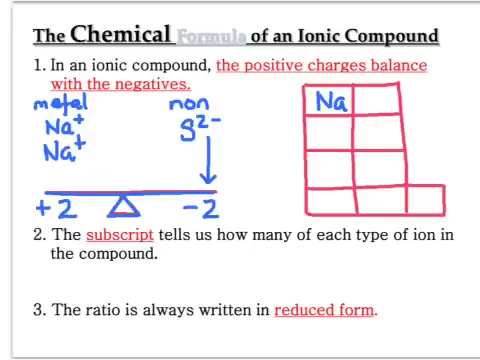 The Chemical Formula of an Ionic Compound
1. In an ionic compound, the positive charges balance
with the negatives.
metal non
Na+ S2-
Na+
Na
+2 -2
2. The subscript tells us how many of each type of ion in
the compound.
3. The ratio is always written in reduced form.